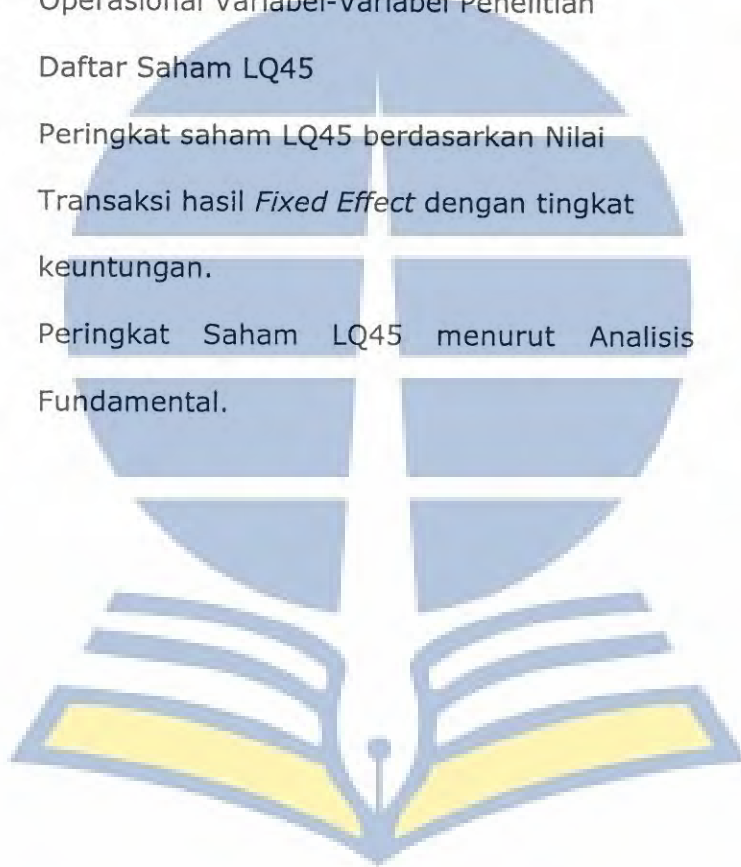 Operasional Variabel-Variabel Penelitian
Daftar Saham LQ45
Peringkat saham LQ45 berdasarkan Nilai
Transaksi hasil Fixed Effect dengan tingkat
keuntungan.
Peringkat Saham LQ45 menurut Analisis
Fundamental.